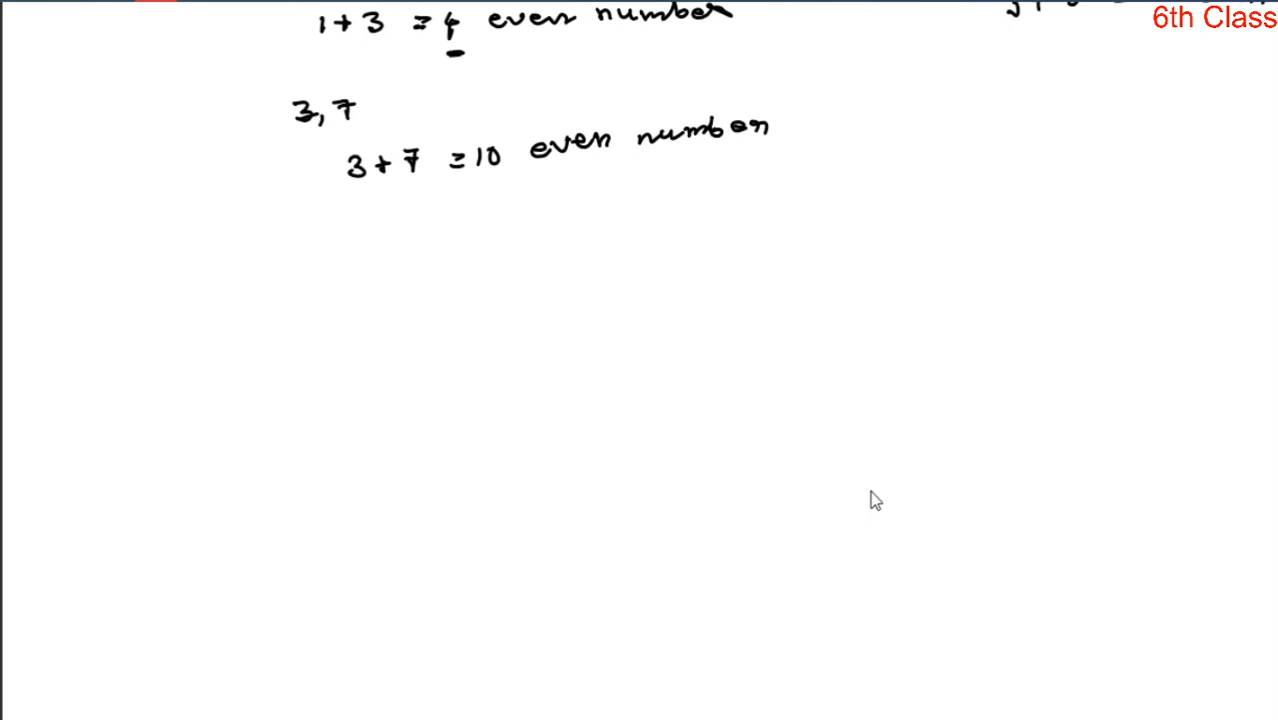 6th Class
1 + 3 = 4 even number
3, 7
3 + 7 = 10 even number